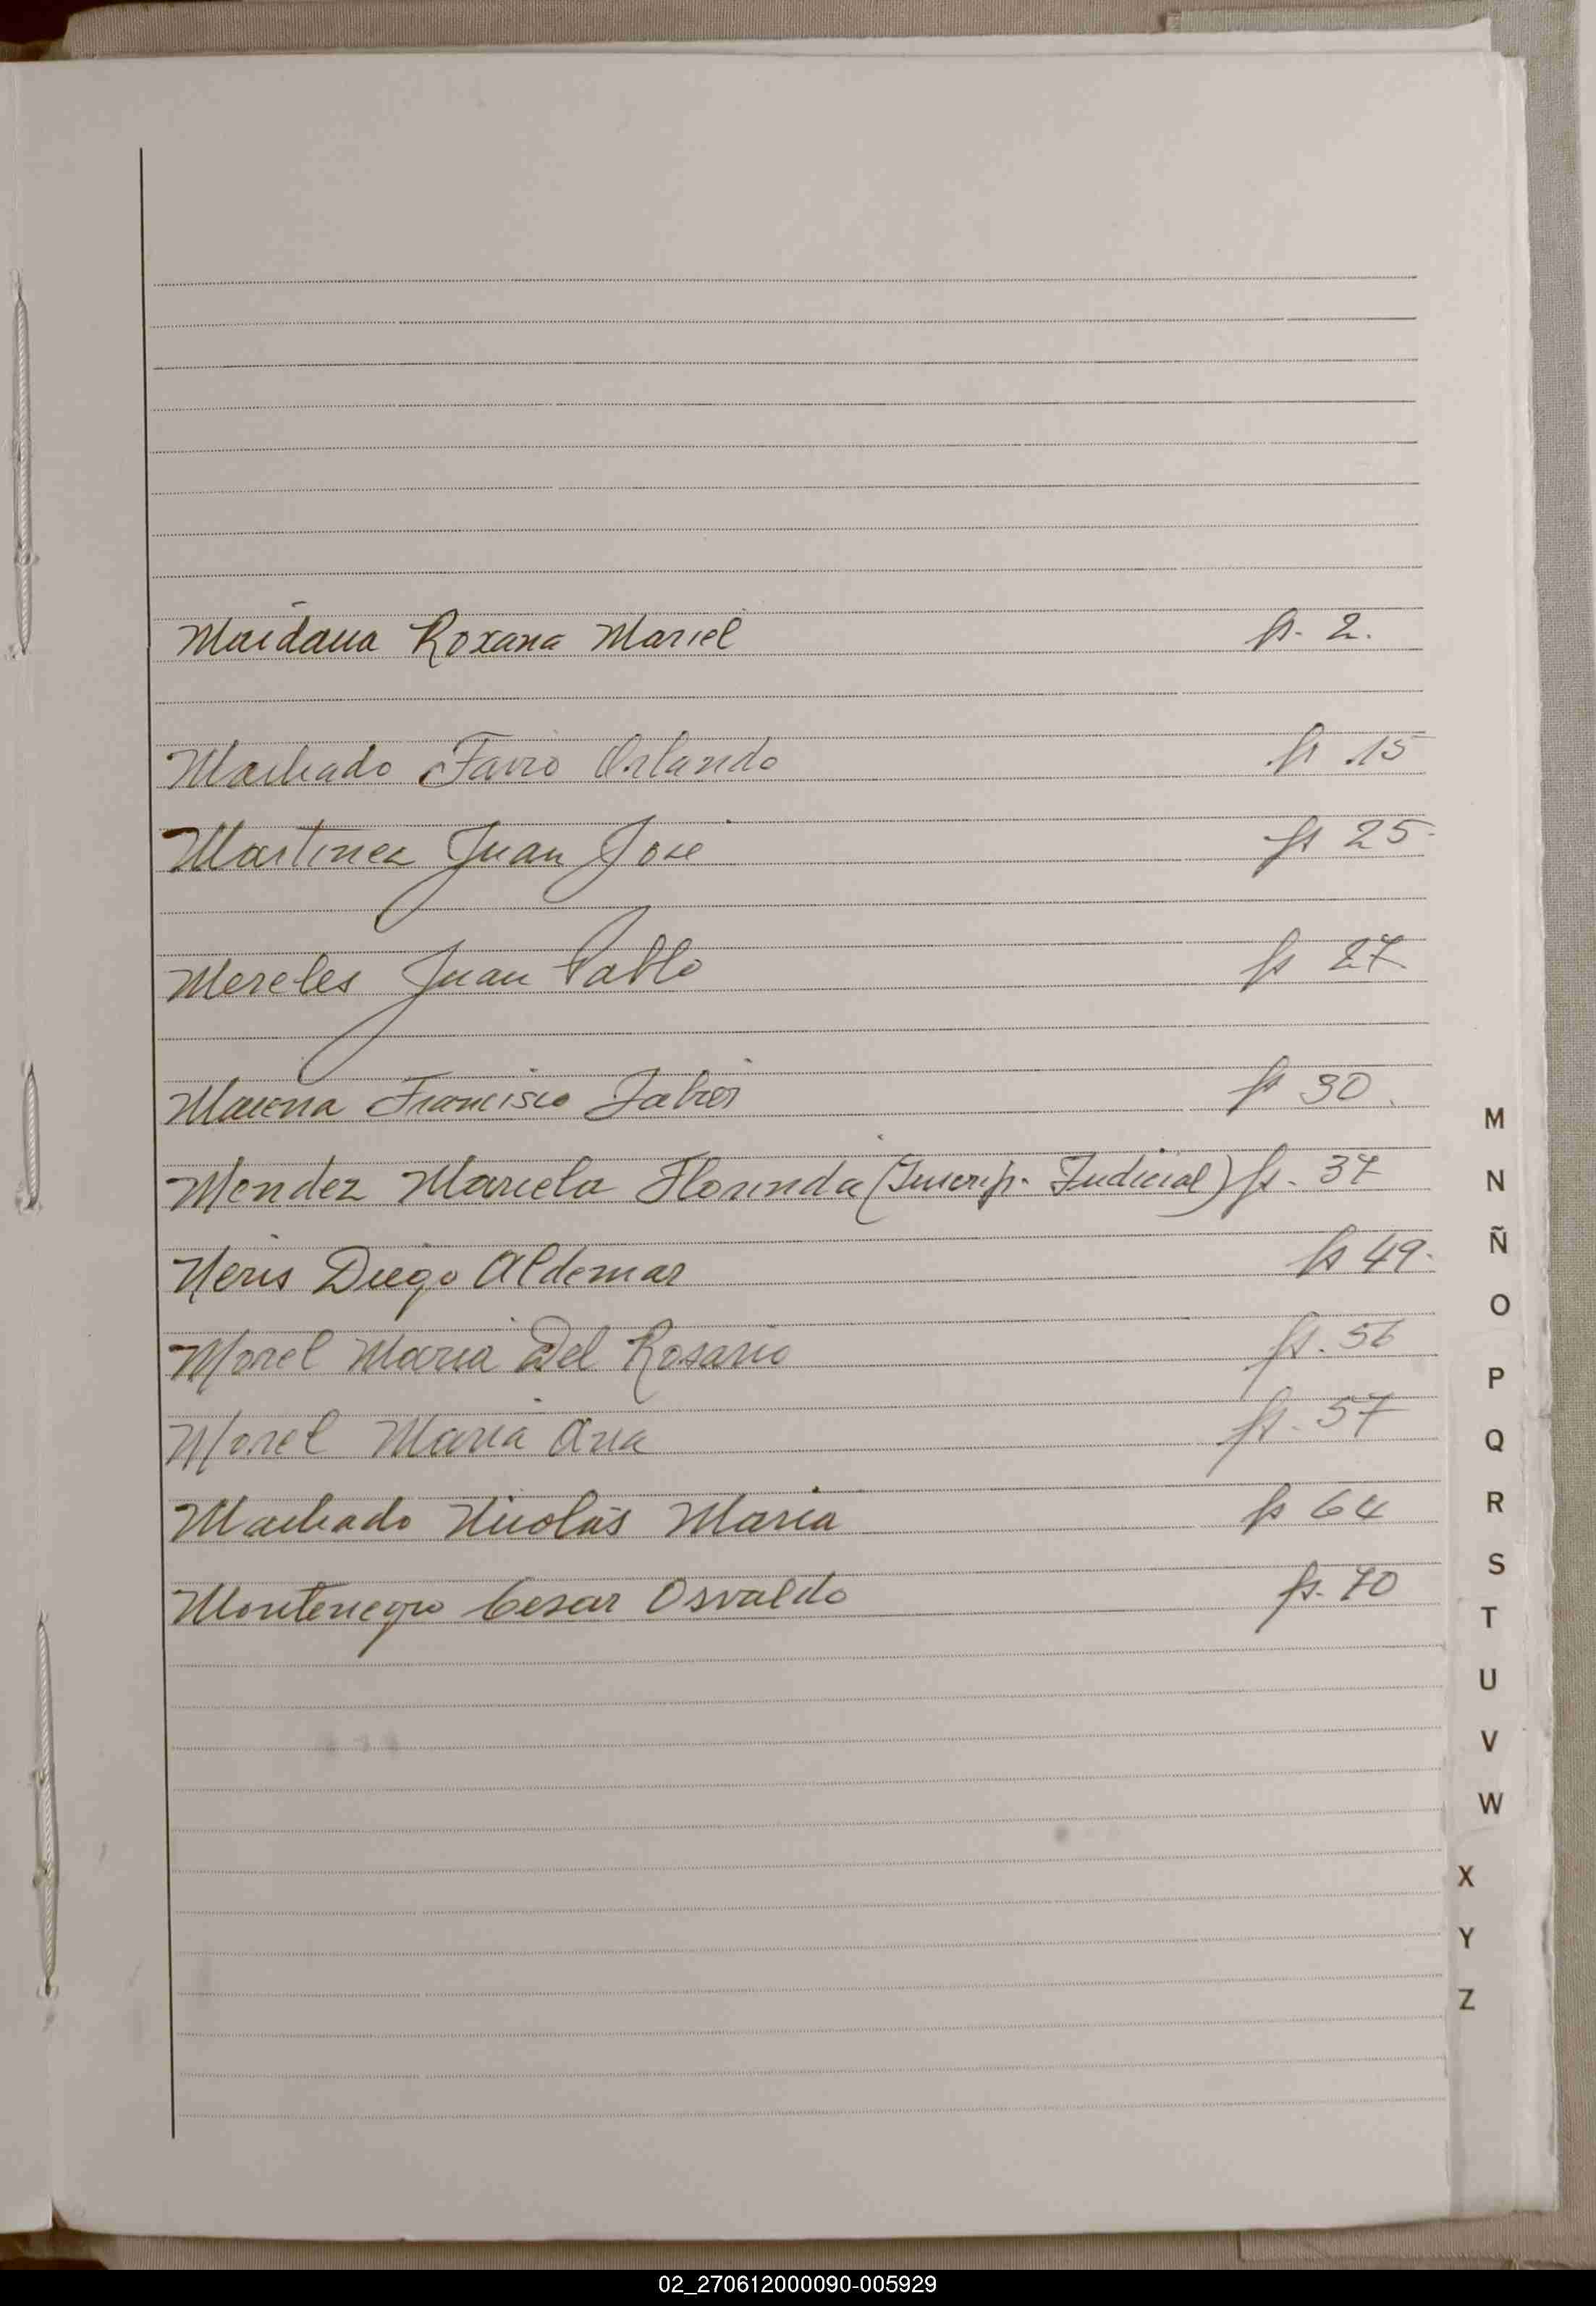 Maidana Roxana Mariel fs. 2.
Machado Favio Orlando fs 15
Martinez Juan José fs 25
Mereles Juan Pablo fs 27
Francisco Javier fs 30.
Mendez Mariela Florinda (Inscrip. Judicial) fs. 37
Neris Diego Aldemar fs 49.
Morel Maria Del Rosario fs. 56
Morel Maria Ana fs. 57
Machado Nicolás Maria fs 64
Montenegro Cesar Osvaldo fs. 70
M
N
Ñ
O
P
Q
R
S
T
U
V
W
X
Y
Z
02_270612000090-005929